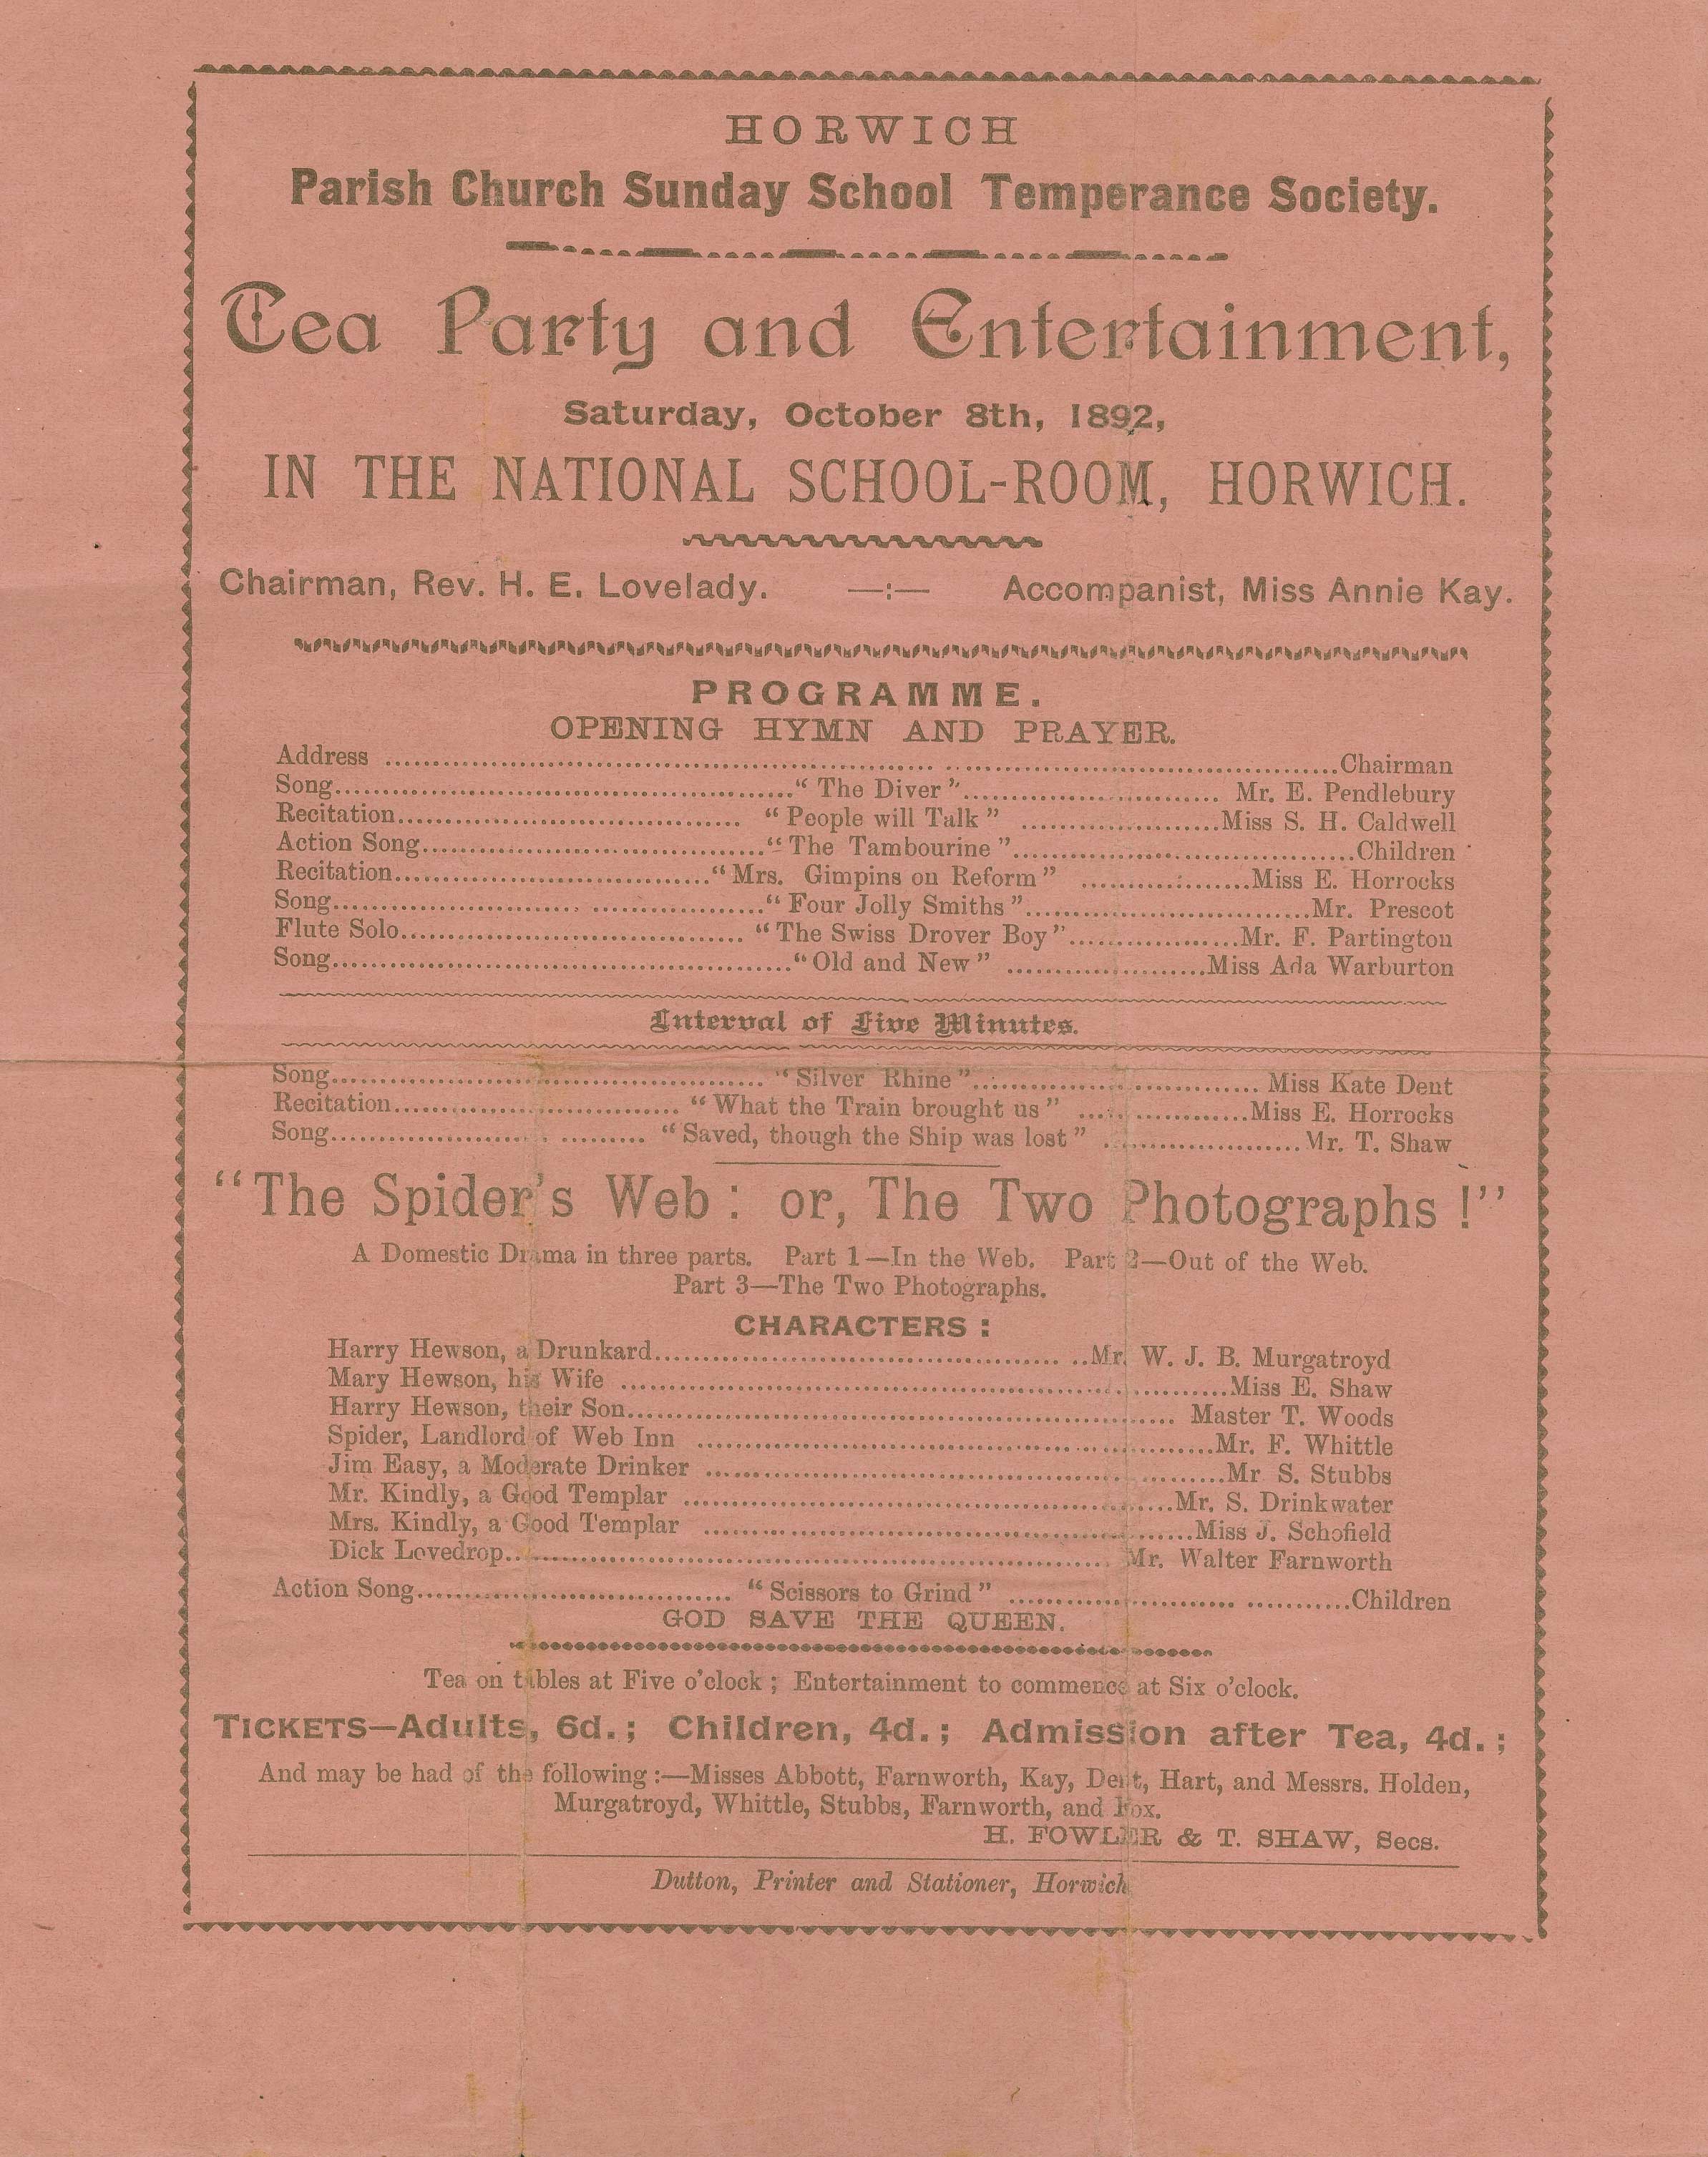 HORWICH
Parish Church Sunday School Temperance Society.
Tea Party and Entertainment,
Saturday, October 8th, 1892,
IN THE NATIONAL SCHOOL-ROOM, HORWICH.
Chairman, Rev. H. E. Lovelady. —:— Accompanist, Miss Annie Kay.
PROGRAMME.
OPENING HYMN AND PRAYER.
Address ........................ Chairman
Song............ "The Diver" ............ Mr. E. Pendlebury
Recitation............ "People will Talk" ............ Miss S. H. Caldwell
Action Song............ "The Tambourine" ............ Children
Recitation............ "Mrs. Gimpins on Reform" ............ Miss E. Horrocks
Song............ "Four Jolly Smiths" ............ Mr. Prescot
Flute Solo............ "The Swiss Drover Boy" ............ Mr. F. Partington
Song............ "Old and New" ............ Miss Ada Warburton
Interval of Five Minutes.
Song............ "Silver Rhine" ............ Miss Kate Dent
Recitation............ "What the Train brought us" ............ Miss E. Horrocks
Song............ "Saved, though the Ship was lost" ............ Mr. T. Shaw
"The Spider's Web: or, The Two Photographs!"
A Domestic Drama in three parts. Part 1—In the Web. Part 2—Out of the Web.
Part 3—The Two Photographs.
CHARACTERS:
Harry Hewson, a Drunkard............ Mr. W. J. B. Murgatroyd
Mary Hewson, his Wife ............ Miss E. Shaw
Harry Hewson, their Son............ Master T. Woods
Spider, Landlord of Web Inn ............ Mr. F. Whittle
Jim Easy, a Moderate Drinker ............ Mr S. Stubbs
Mr. Kindly, a Good Templar ............ Mr. S. Drinkwater
Mrs. Kindly, a Good Templar ............ Miss J. Schofield
Dick Lovedrop............ Mr. Walter Farnworth
Action Song............ "Scissors to Grind" ............ Children
GOD SAVE THE QUEEN.
Tea on tables at Five o'clock; Entertainment to commence at Six o'clock.
TICKETS—Adults, 6d.; Children, 4d.; Admission after Tea, 4d.;
And may be had of the following:—Misses Abbott, Farnworth, Kay, Dent, Hart, and Messrs. Holden,
Murgatroyd, Whittle, Stubbs, Farnworth, and Fox.
H. FOWLER & T. SHAW, Secs.
Dutton, Printer and Stationer, Horwich